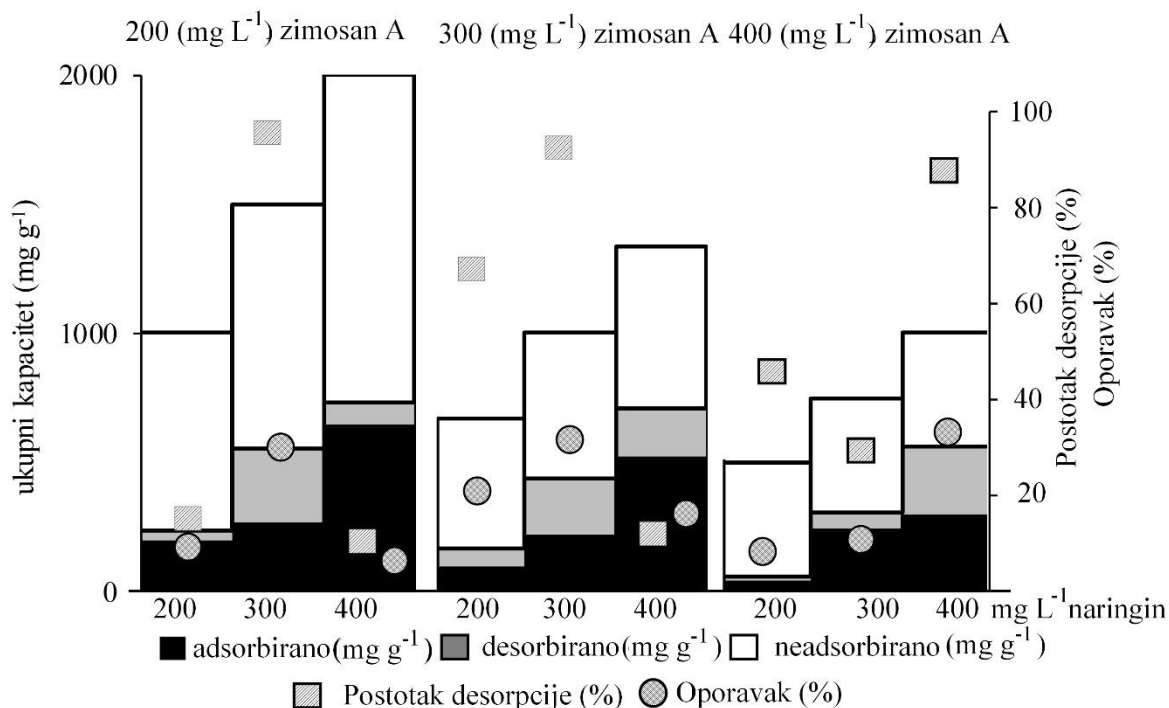 200 (mg L⁻¹) zimosan A 300 (mg L⁻¹) zimosan A 400 (mg L⁻¹) zimosan A
2000
1000
0
ukupni kapacitet (mg g⁻¹)
100
80
60
40
20
Postotak desorpcije (%)
Oporavak (%)
200 300 400 200 300 400 200 300 400 mg L⁻¹ naringin
adsorbirano (mg g⁻¹) desorbirano (mg g⁻¹) neadsorbirano (mg g⁻¹)
Postotak desorpcije (%) Oporavak (%)